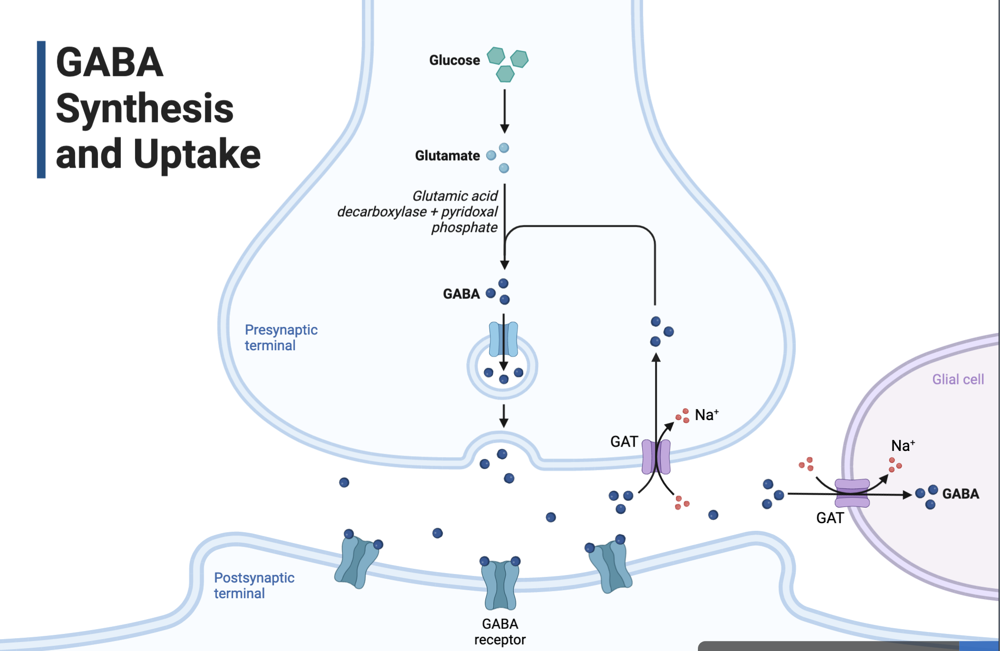 GABA
Synthesis
and Uptake
Glucose
Glutamate
Glutamic acid
decarboxylase + pyridoxal
phosphate
GABA
Presynaptic
terminal
Glial cell
Na⁺
GAT
Na⁺
GABA
GAT
Postsynaptic
terminal
GABA
receptor